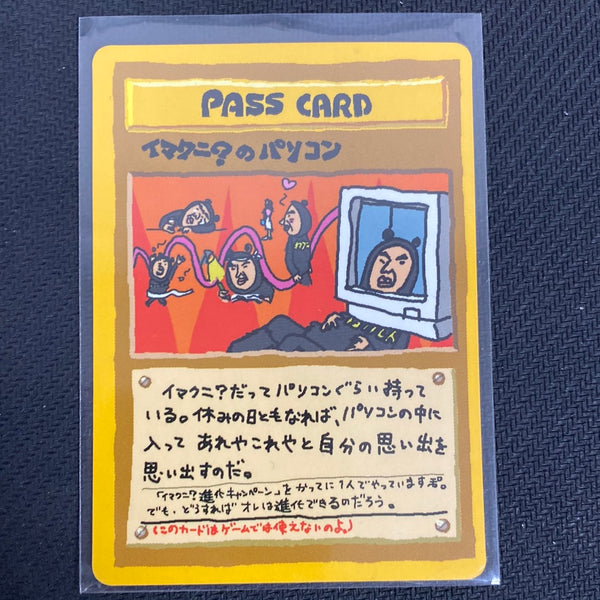 PASS CARD
イマクニ?のパソコン
イマクニ?だってパソコンぐらい持って
いる。休みの日ともなれば、パソコンの中に
入って あれやこれやと自分の思い出を
思い出すのだ。
「イマクニ?進化キャンペーン」をかってに1人でやっています。
でも、どうすれば オレは進化できるのだろう。
(このカードはゲームでは使えないのよ。)